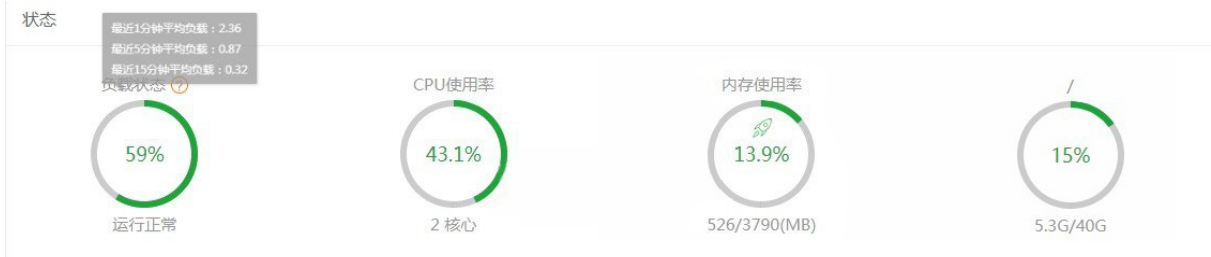 状态
最近1分钟平均负载：2.36
最近5分钟平均负载：0.87
最近15分钟平均负载：0.32
负载状态 ?
CPU使用率
内存使用率
/
59%
43.1%
13.9%
15%
运行正常
2 核心
526/3790(MB)
5.3G/40G